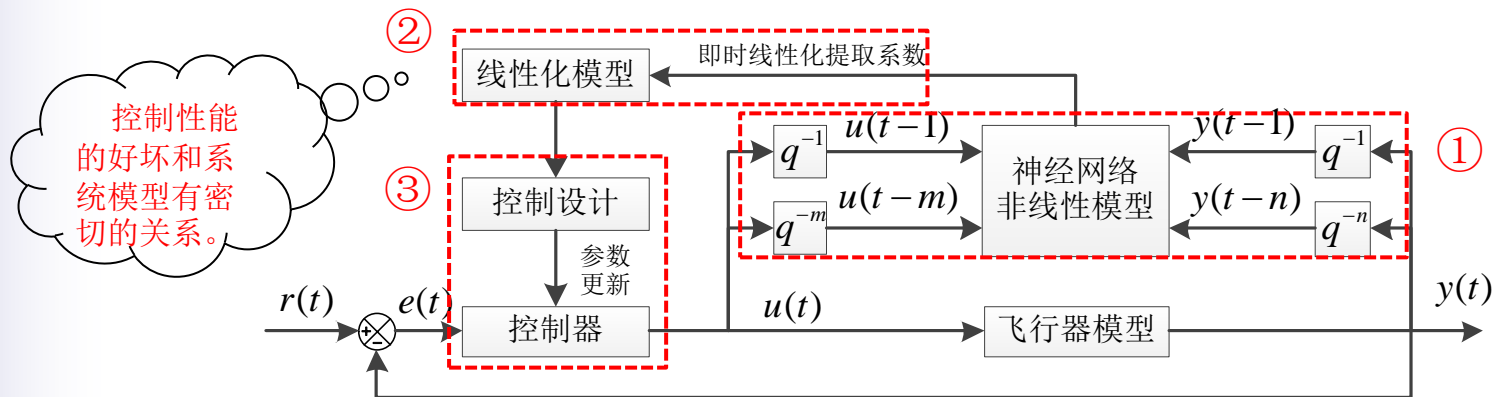 ②
线性化模型
即时线性化提取系数
控制性能
的好坏和系
统模型有密
切的关系。
①
q⁻¹
u(t−1)
神经网络
非线性模型
y(t−1)
q⁻¹
q⁻ᵐ
u(t−m)
y(t−n)
q⁻ⁿ
③
控制设计
参数
更新
r(t)
+
−
e(t)
控制器
u(t)
飞行器模型
y(t)